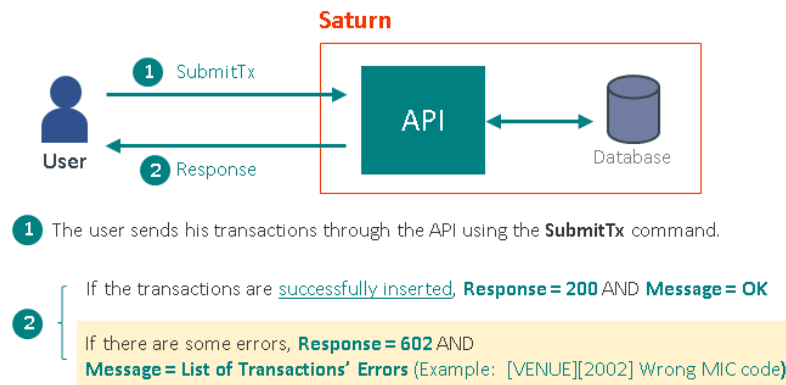 Saturn
1 SubmitTx
API
User
Database
2 Response
1 The user sends his transactions through the API using the SubmitTx command.
2
If the transactions are successfully inserted, Response = 200 AND Message = OK
If there are some errors, Response = 602 AND
Message = List of Transactions’ Errors (Example: [VENUE][2002] Wrong MIC code)